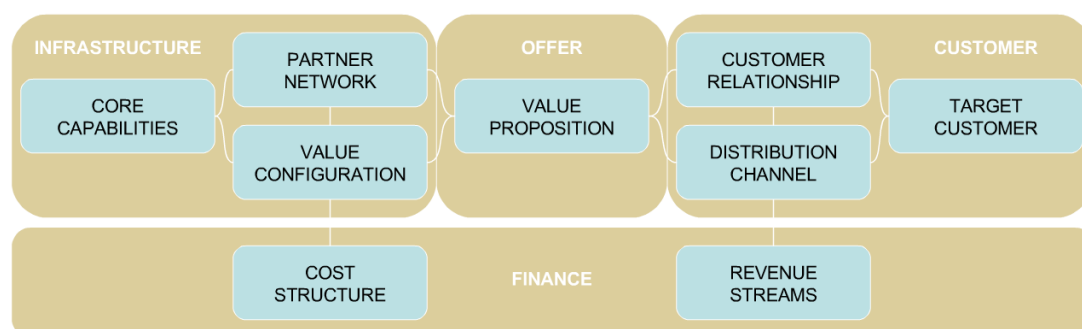 INFRASTRUCTURE
CORE
CAPABILITIES
PARTNER
NETWORK
VALUE
CONFIGURATION
OFFER
VALUE
PROPOSITION
CUSTOMER
CUSTOMER
RELATIONSHIP
DISTRIBUTION
CHANNEL
TARGET
CUSTOMER
FINANCE
COST
STRUCTURE
REVENUE
STREAMS